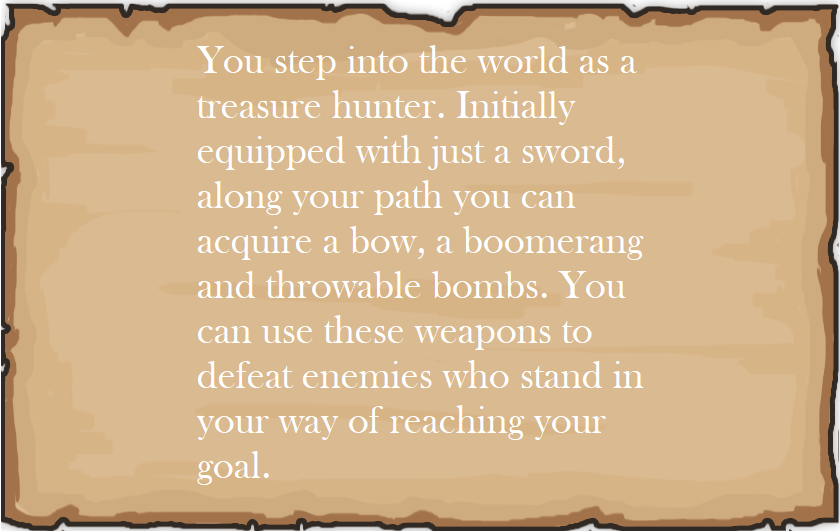 You step into the world as a
treasure hunter. Initially
equipped with just a sword,
along your path you can
acquire a bow, a boomerang
and throwable bombs. You
can use these weapons to
defeat enemies who stand in
your way of reaching your
goal.